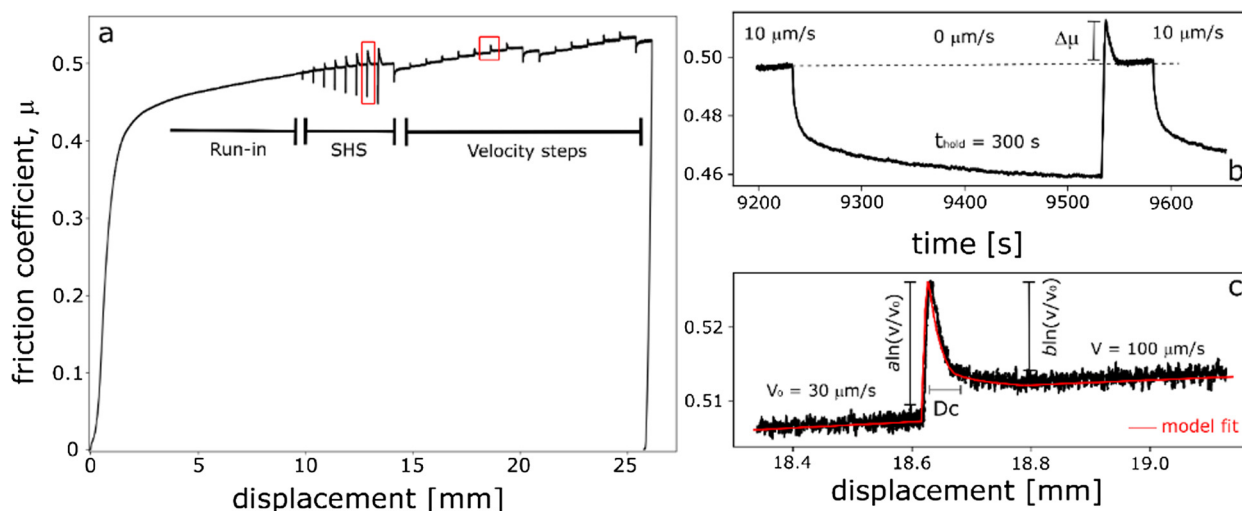 a
friction coefficient, μ
0.5
0.4
0.3
0.2
0.1
0
Run-in
SHS
Velocity steps
0
5
10
15
20
25
displacement [mm]
10 μm/s
0 μm/s
Δμ
10 μm/s
0.50
0.48
0.46
thold = 300 s
b
9200
9300
9400
9500
9600
time [s]
c
0.52
0.51
aln(v/v₀)
bln(v/v₀)
V₀ = 30 μm/s
V = 100 μm/s
Dc
model fit
18.4
18.6
18.8
19.0
displacement [mm]